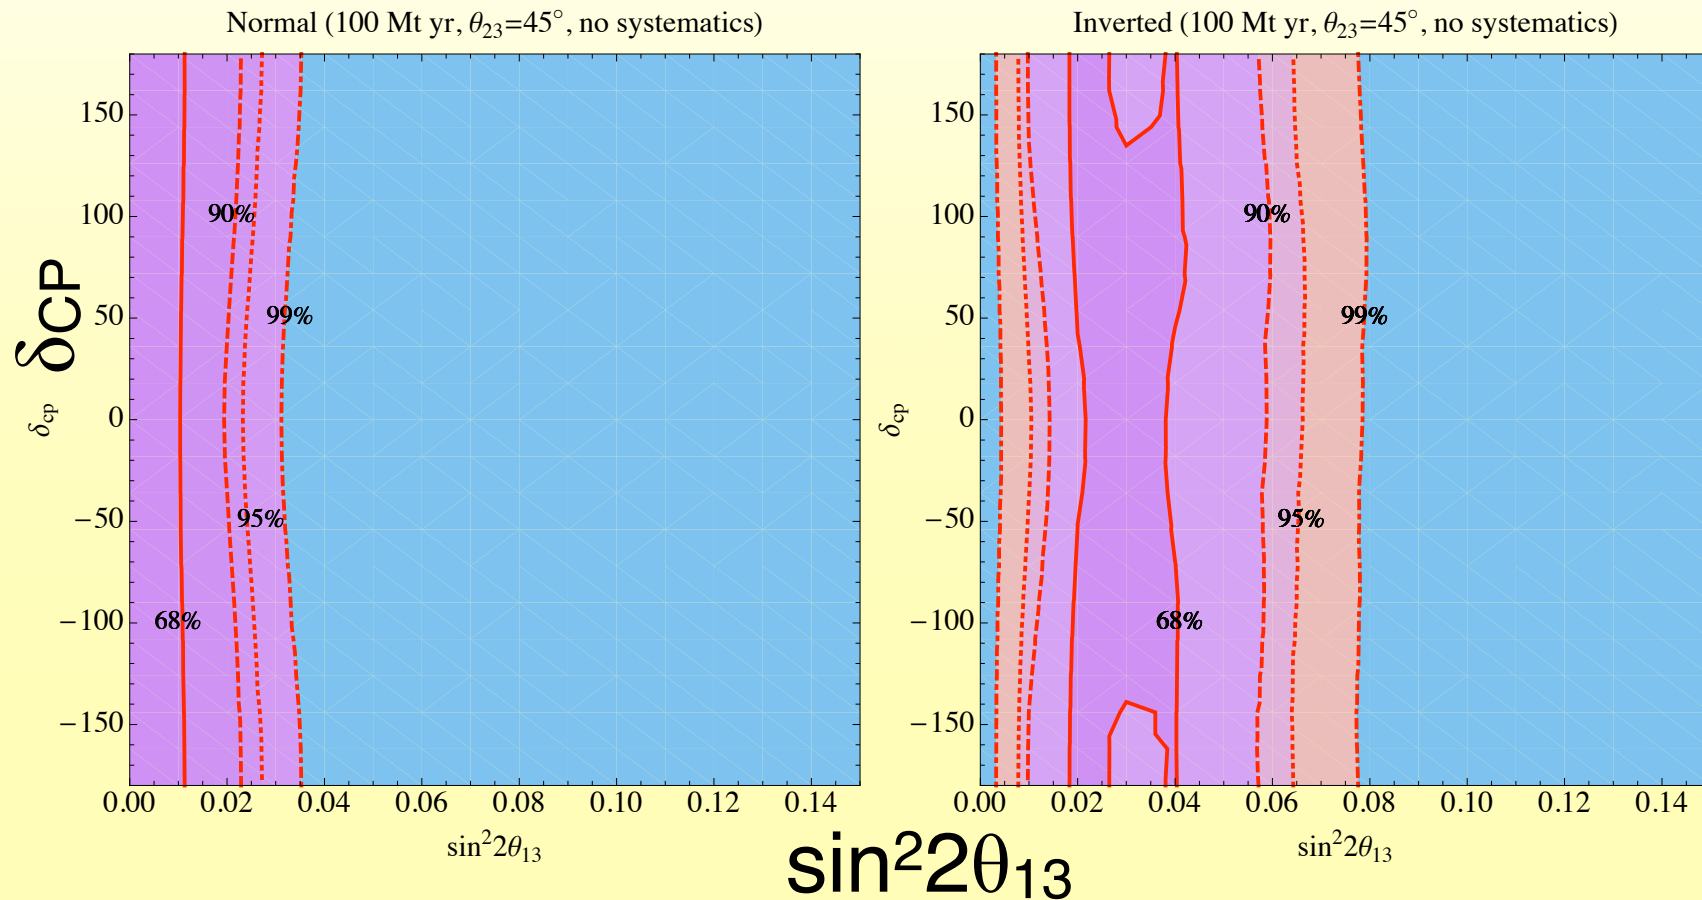 Normal (100 Mt yr, θ23=45°, no systematics)
150
100
50
0
−50
−100
−150
δCP
δcp
90%
99%
95%
68%
0.00 0.02 0.04 0.06 0.08 0.10 0.12 0.14
sin²2θ13
Inverted (100 Mt yr, θ23=45°, no systematics)
150
100
50
0
−50
−100
−150
δcp
90%
99%
95%
68%
0.00 0.02 0.04 0.06 0.08 0.10 0.12 0.14
sin²2θ13
sin²2θ13